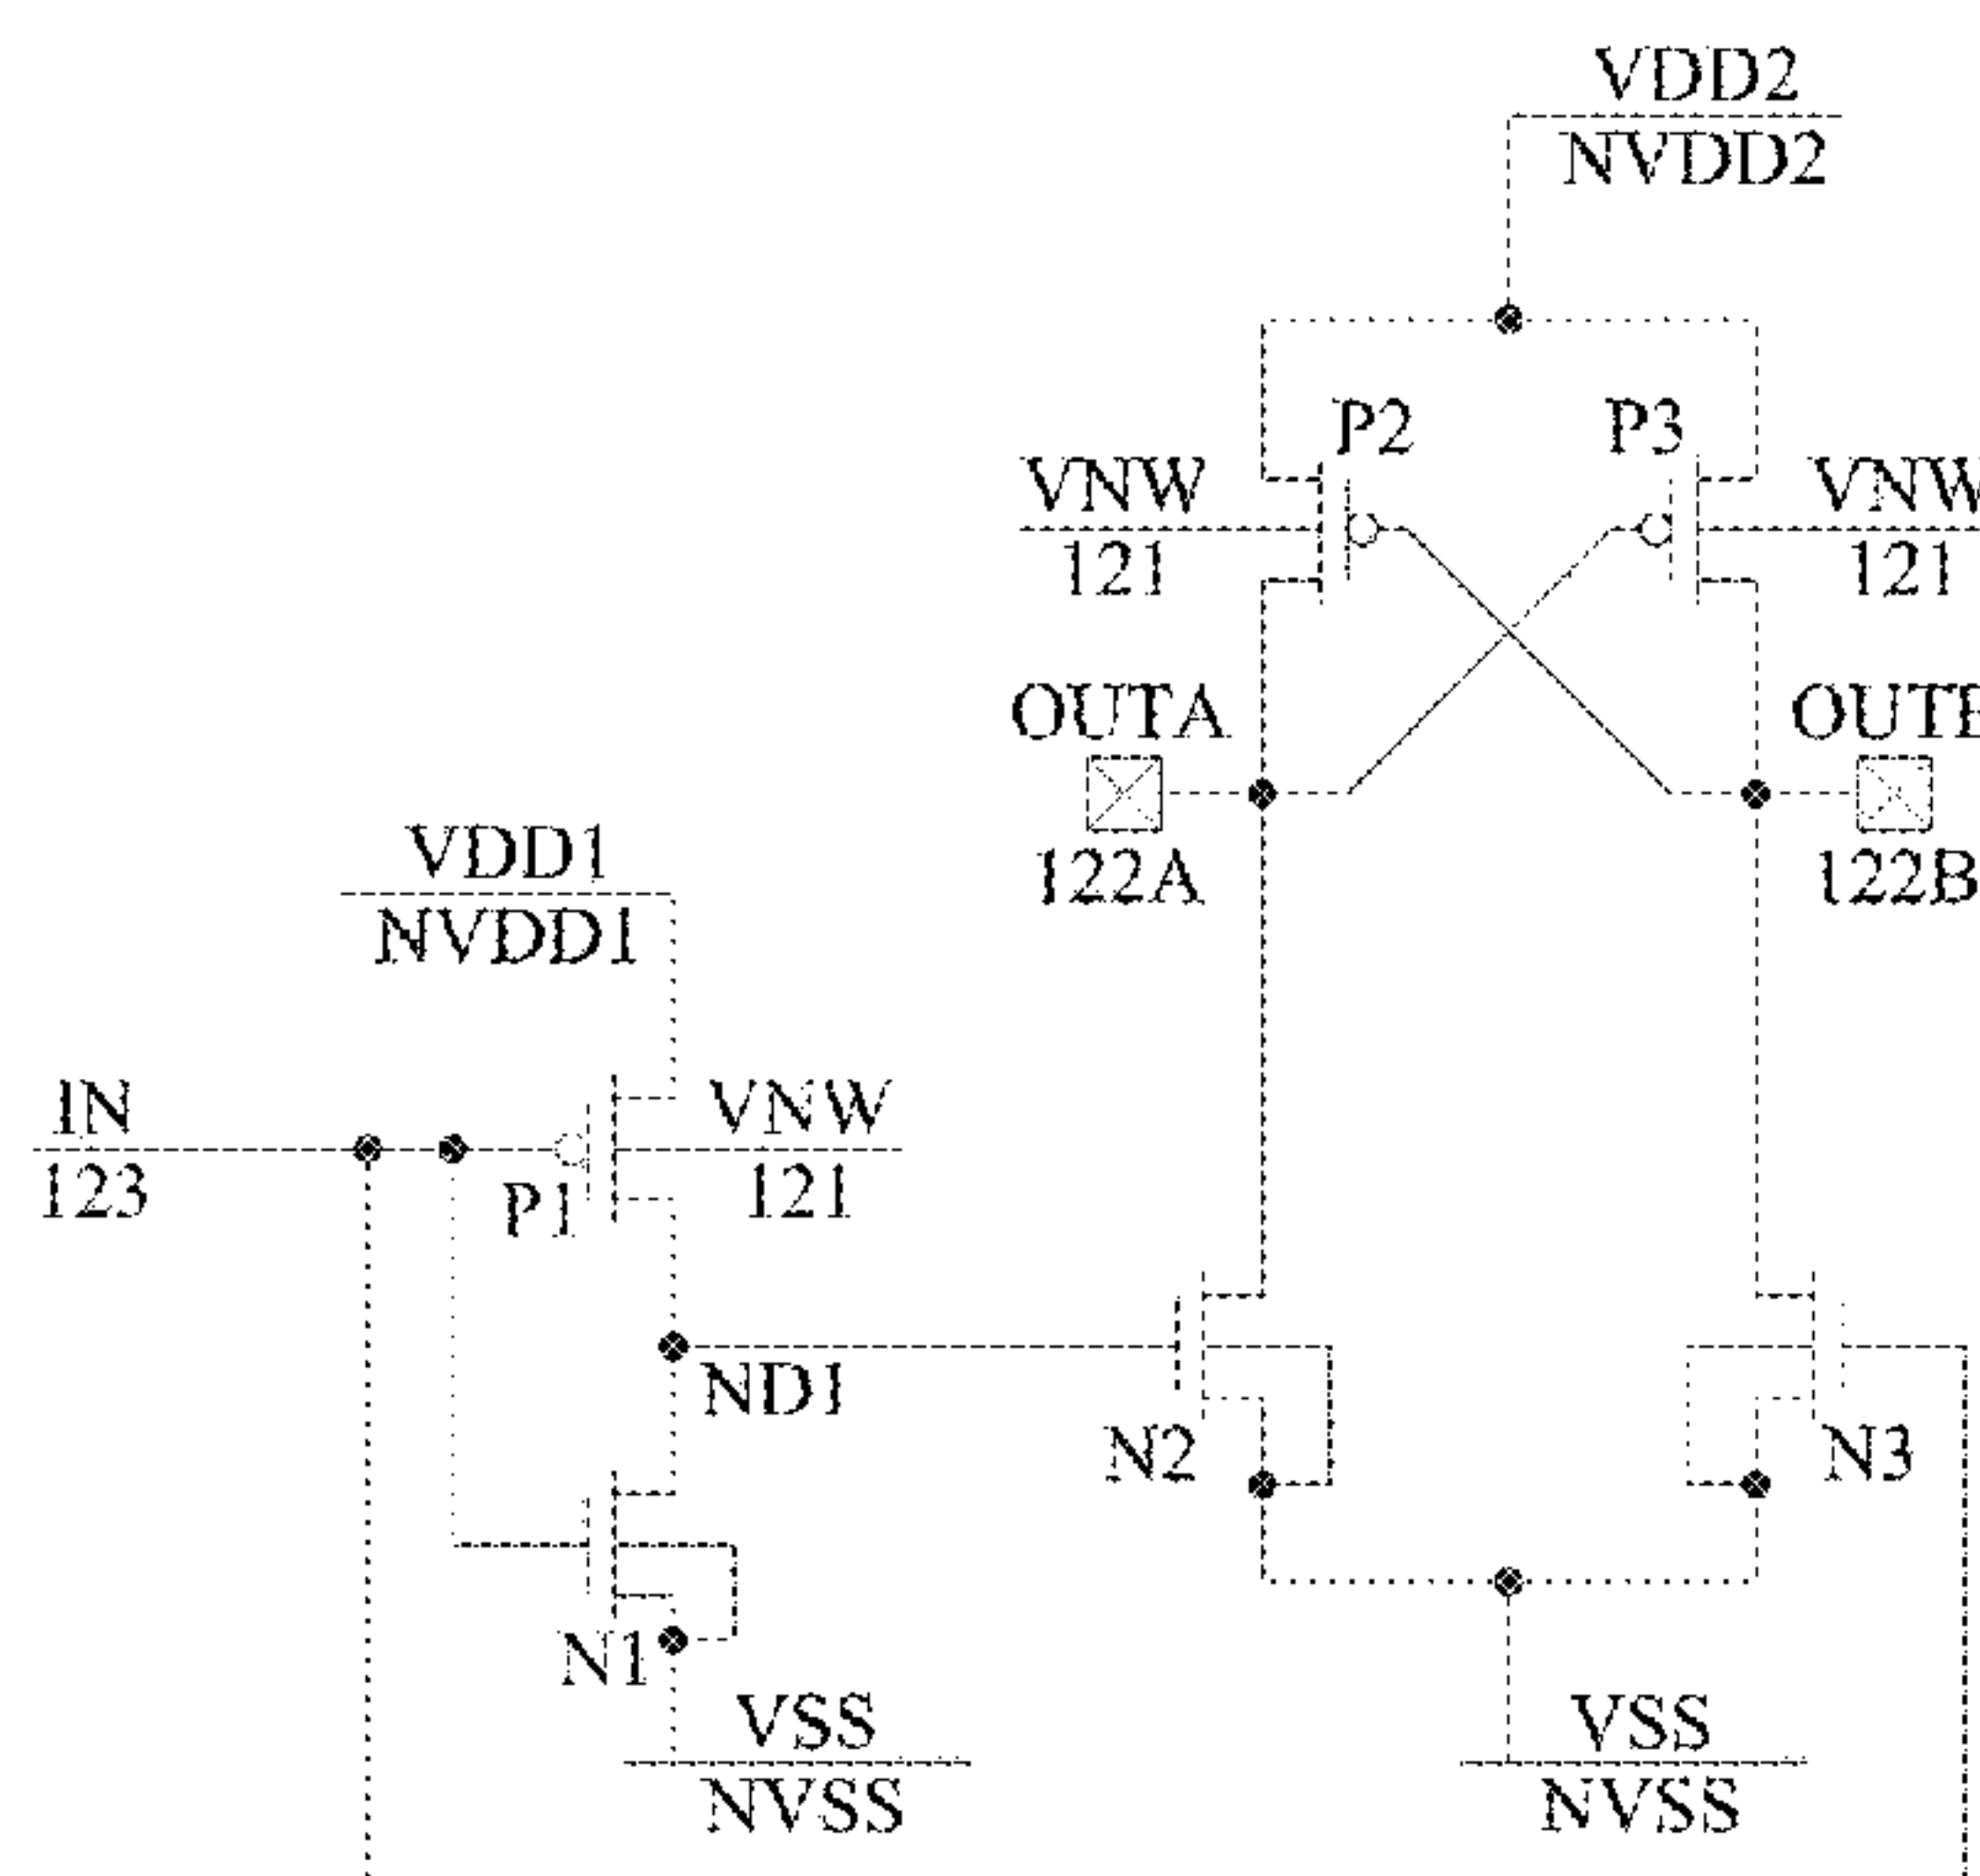 VDD2
NVDD2
P2
P3
VNW
121
VNW
121
OUTA
122A
OUTB
122B
VDD1
NVDD1
IN
123
P1
VNW
121
ND1
N2
N3
N1
VSS
NVSS
VSS
NVSS